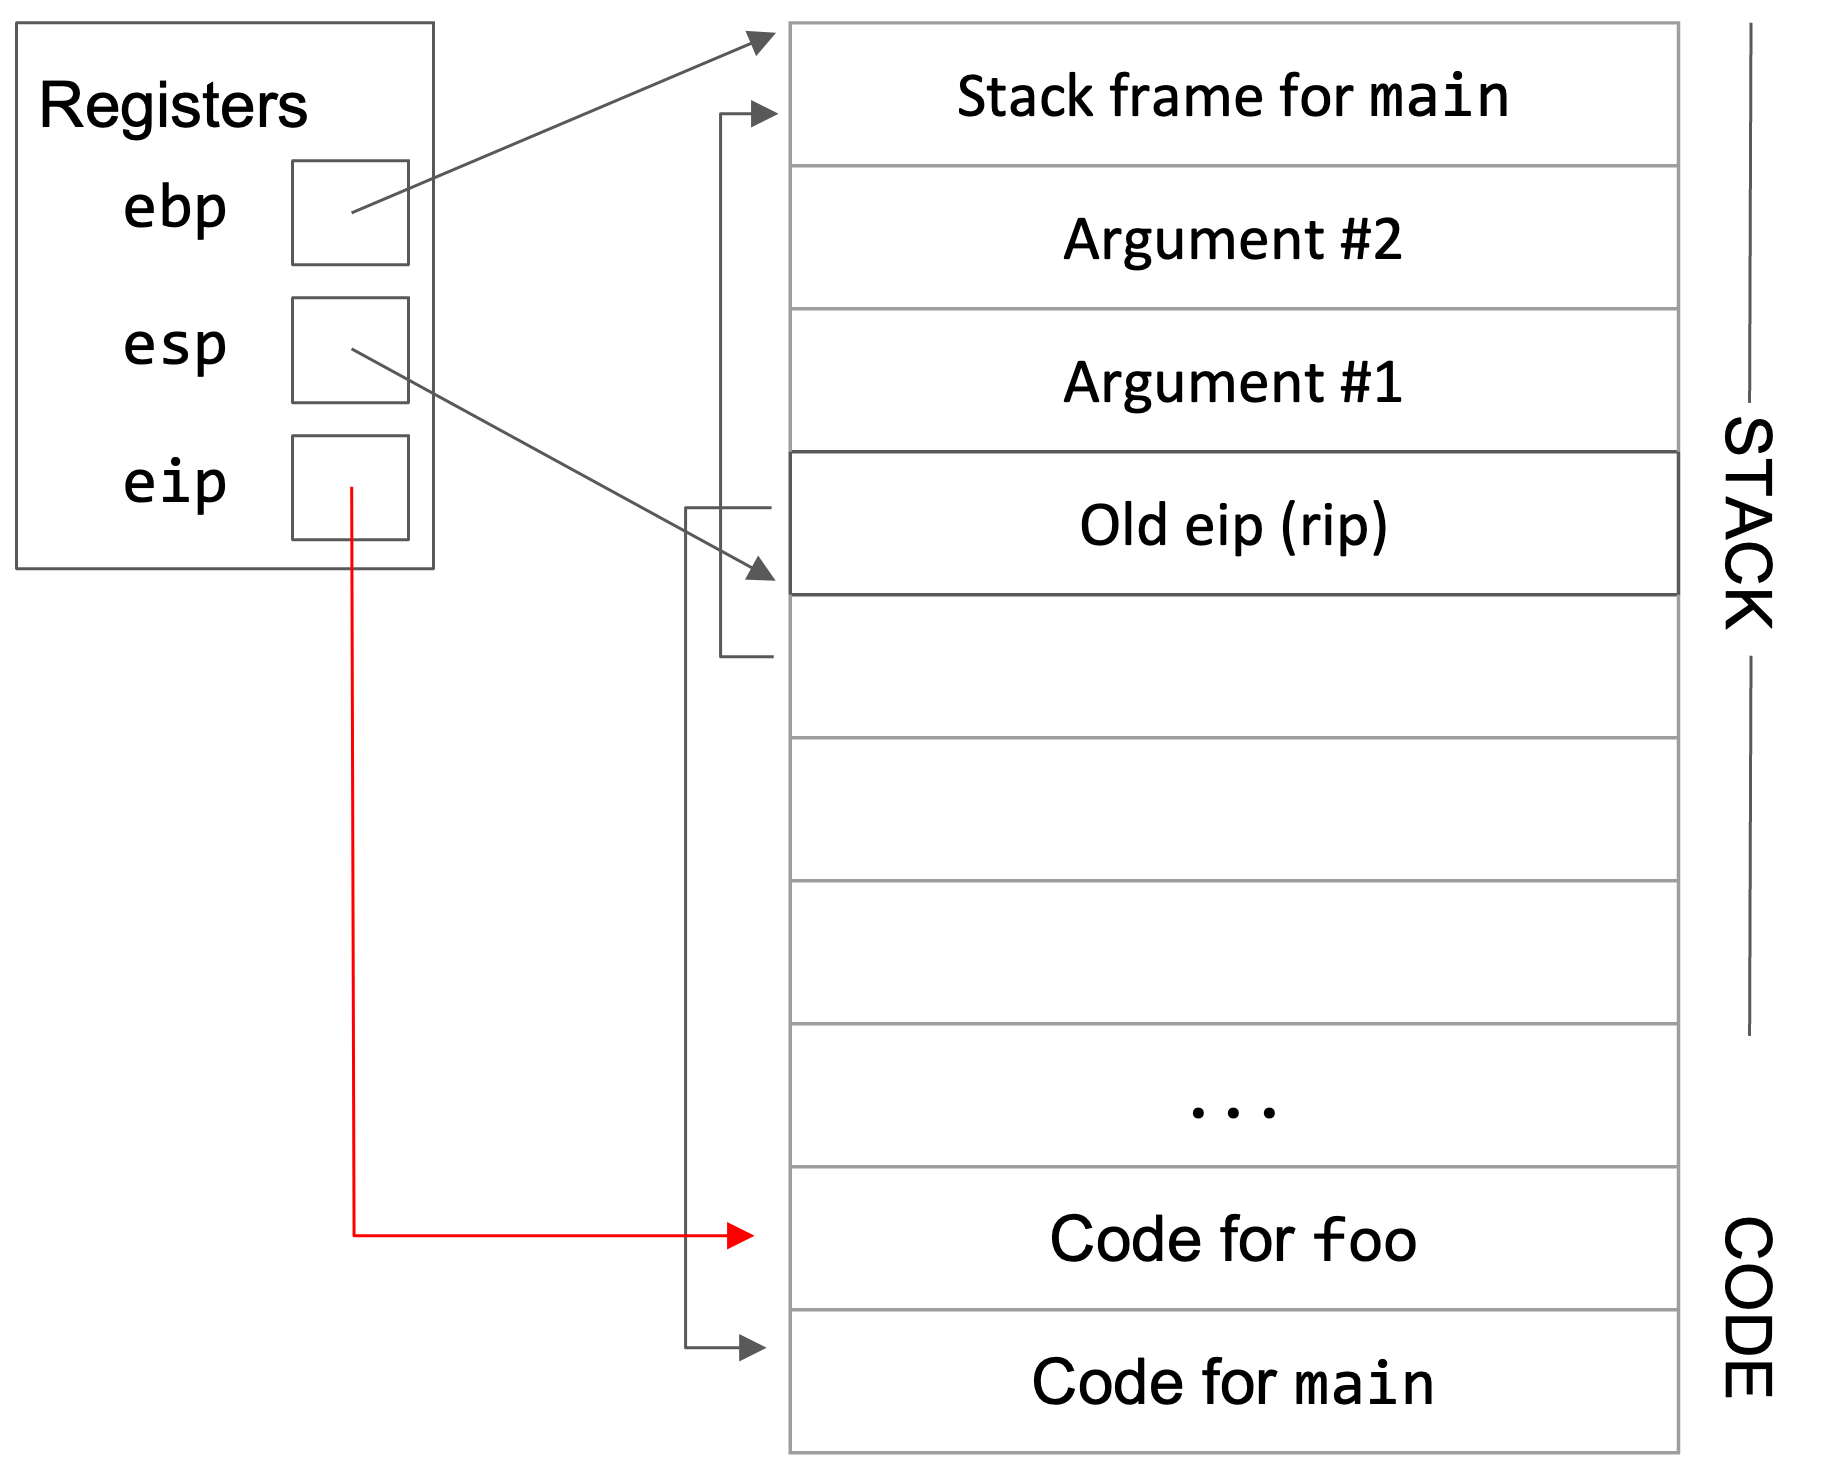 Registers
ebp
esp
eip
Stack frame for main
Argument #2
Argument #1
Old eip (rip)
...
Code for foo
Code for main
STACK
CODE